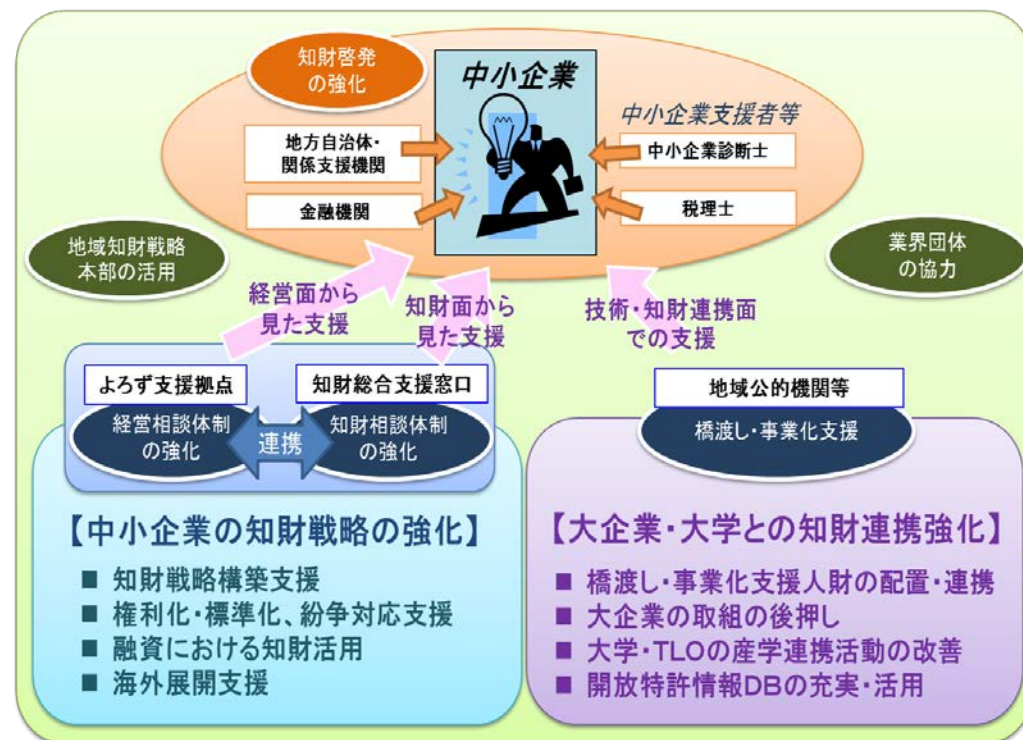 知財啓発
の強化
中小企業
中小企業支援者等
地方自治体・
関係支援機関
中小企業診断士
金融機関
税理士
地域知財戦略
本部の活用
業界団体
の協力
経営面から
見た支援
知財面から
見た支援
技術・知財連携面
での支援
よろず支援拠点
知財総合支援窓口
地域公的機関等
経営相談体制
の強化
連携
知財相談体制
の強化
橋渡し・事業化支援
【中小企業の知財戦略の強化】
■ 知財戦略構築支援
■ 権利化・標準化、紛争対応支援
■ 融資における知財活用
■ 海外展開支援
【大企業・大学との知財連携強化】
■ 橋渡し・事業化支援人財の配置・連携
■ 大企業の取組の後押し
■ 大学・TLOの産学連携活動の改善
■ 開放特許情報DBの充実・活用